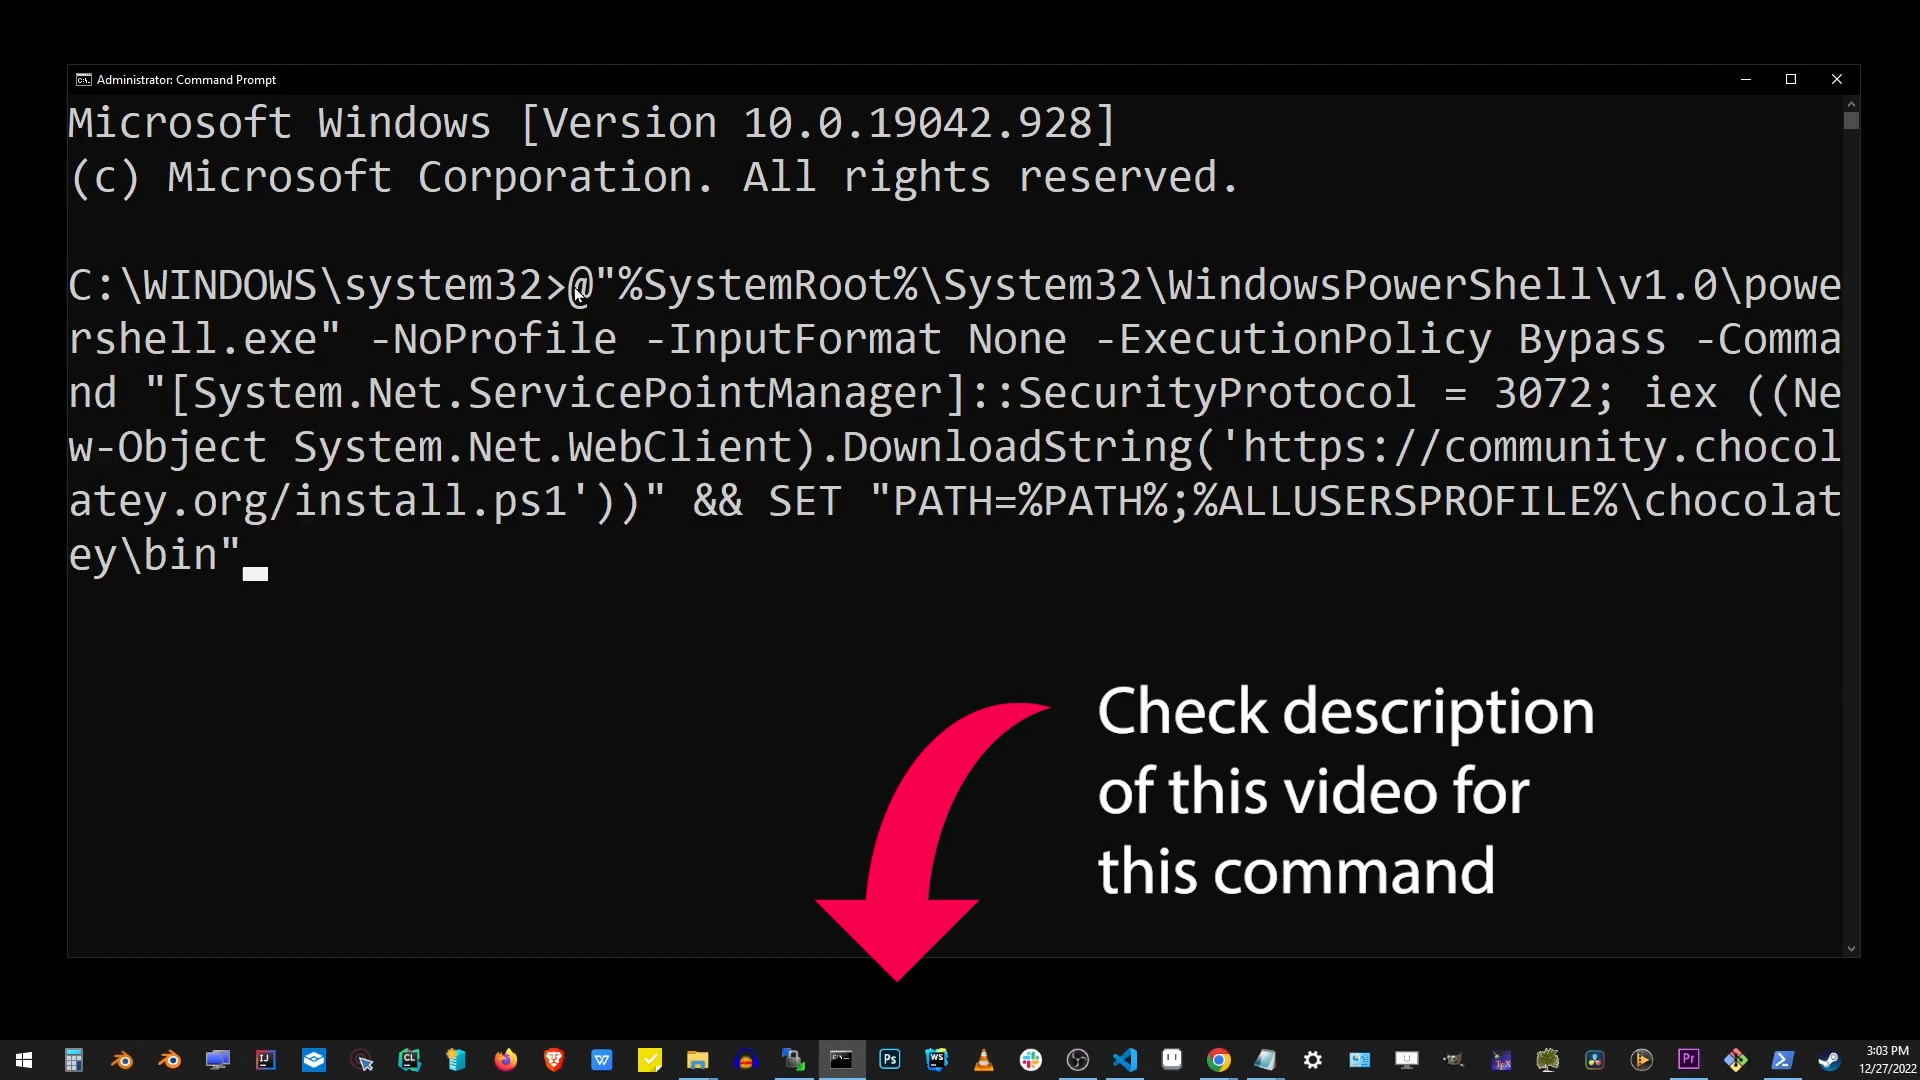 Administrator: Command Prompt
Microsoft Windows [Version 10.0.19042.928]
(c) Microsoft Corporation. All rights reserved.
C:\WINDOWS\system32>@"%SystemRoot%\System32\WindowsPowerShell\v1.0\powe
rshell.exe" -NoProfile -InputFormat None -ExecutionPolicy Bypass -Comma
nd "[System.Net.ServicePointManager]::SecurityProtocol = 3072; iex ((Ne
w-Object System.Net.WebClient).DownloadString('https://community.chocol
atey.org/install.ps1'))" && SET "PATH=%PATH%;%ALLUSERSPROFILE%\chocolat
ey\bin"
Check description
of this video for
this command
3:03 PM
12/27/2022